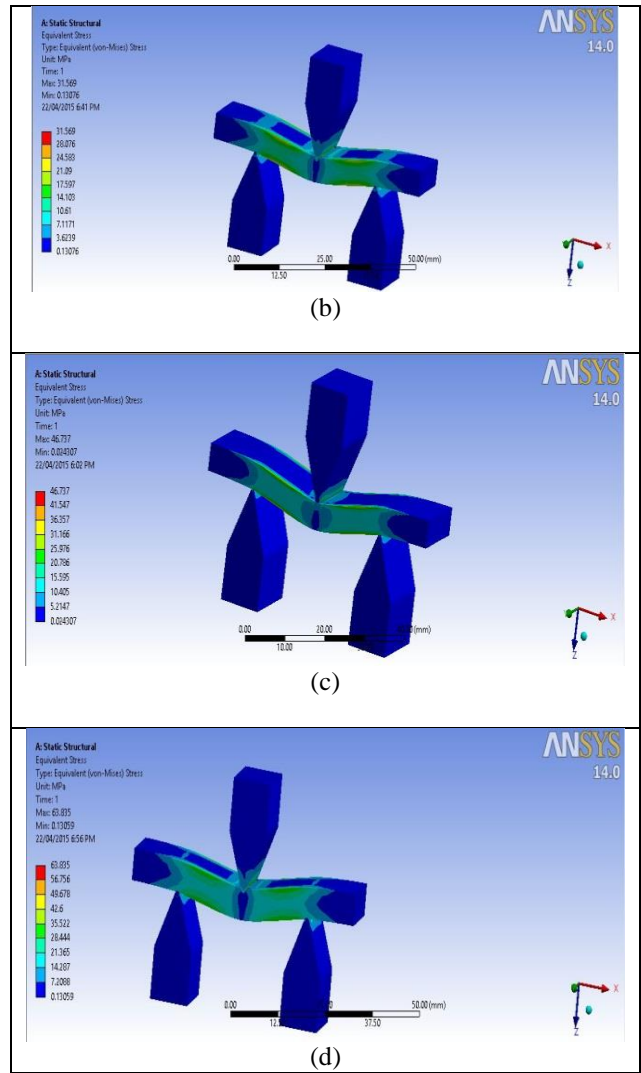 A: Static Structural
Equivalent Stress
Type: Equivalent (von-Mises) Stress
Unit: MPa
Time: 1
Max: 31.569
Min: 0.13076
22/04/2015 6:41 PM
31.569
28.076
24.583
21.09
17.597
14.103
10.61
7.1171
3.6239
0.13076
ANSYS
14.0
0.00 25.00 50.00 (mm)
12.50
X
Z
(b)
A: Static Structural
Equivalent Stress
Type: Equivalent (von-Mises) Stress
Unit: MPa
Time: 1
Max: 46.737
Min: 0.024307
22/04/2015 6:02 PM
46.737
41.547
36.357
31.166
25.976
20.786
15.595
10.405
5.2147
0.024307
ANSYS
14.0
0.00 20.00 (mm)
10.00
X
Z
(c)
A: Static Structural
Equivalent Stress
Type: Equivalent (von-Mises) Stress
Unit: MPa
Time: 1
Max: 63.835
Min: 0.13059
22/04/2015 6:56 PM
63.835
56.756
49.678
42.6
35.522
28.444
21.365
14.287
7.2088
0.13059
ANSYS
14.0
0.00 50.00 (mm)
37.50
X
Z
(d)